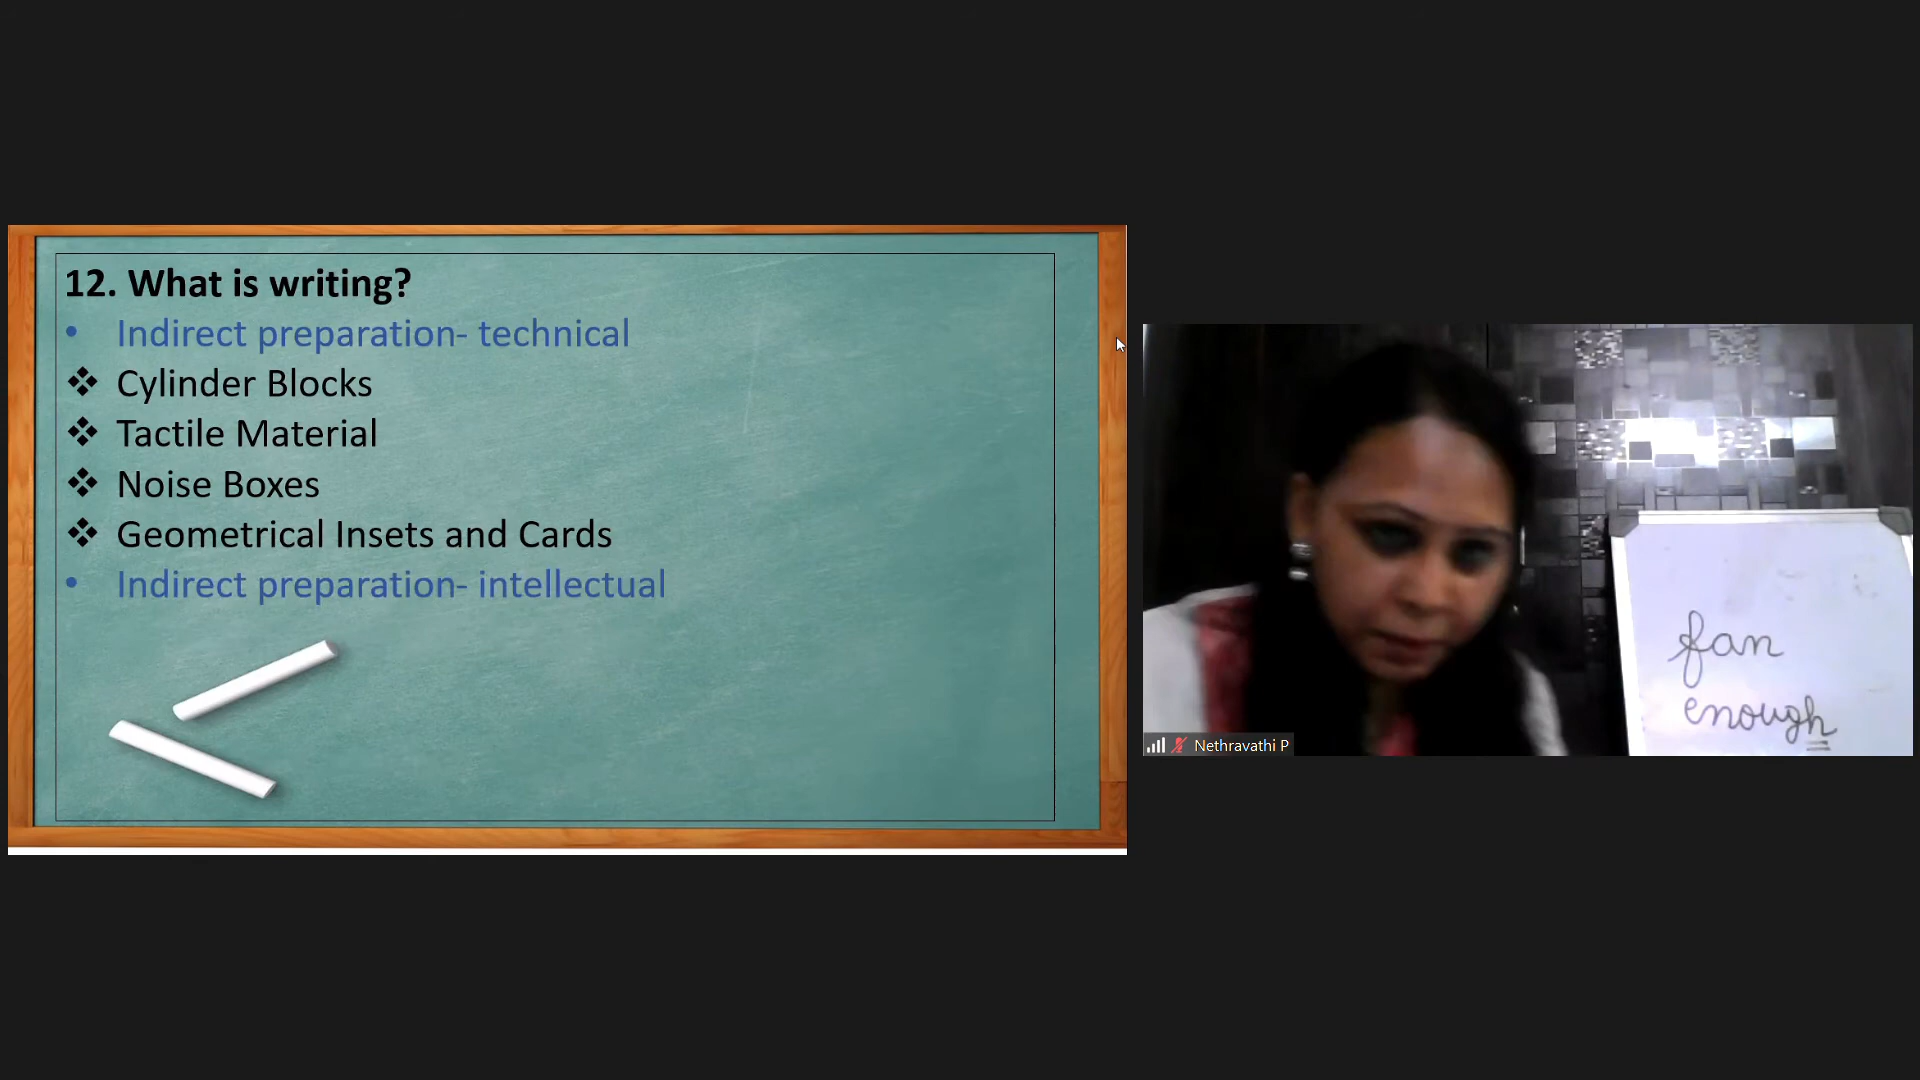 12. What is writing?
• Indirect preparation- technical
❖ Cylinder Blocks
❖ Tactile Material
❖ Noise Boxes
❖ Geometrical Insets and Cards
• Indirect preparation- intellectual
fan
enough
Nethravathi P